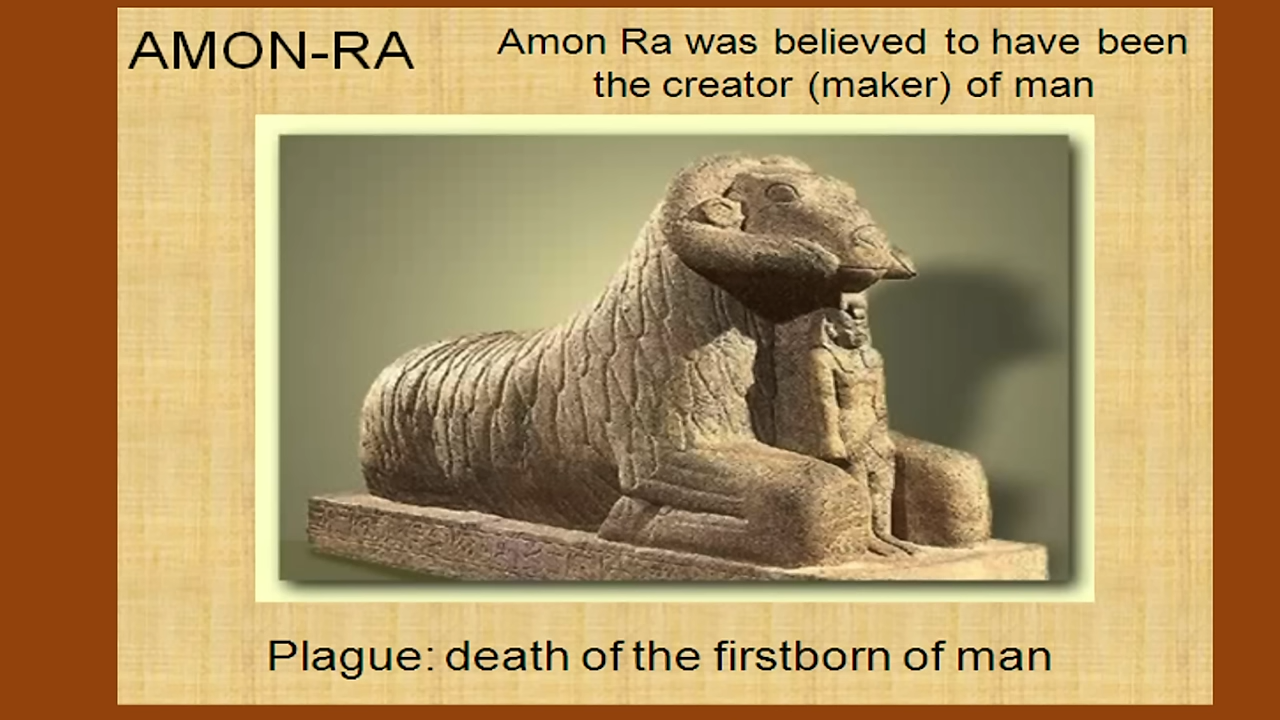 AMON-RA
Amon Ra was believed to have been
the creator (maker) of man
Plague: death of the firstborn of man